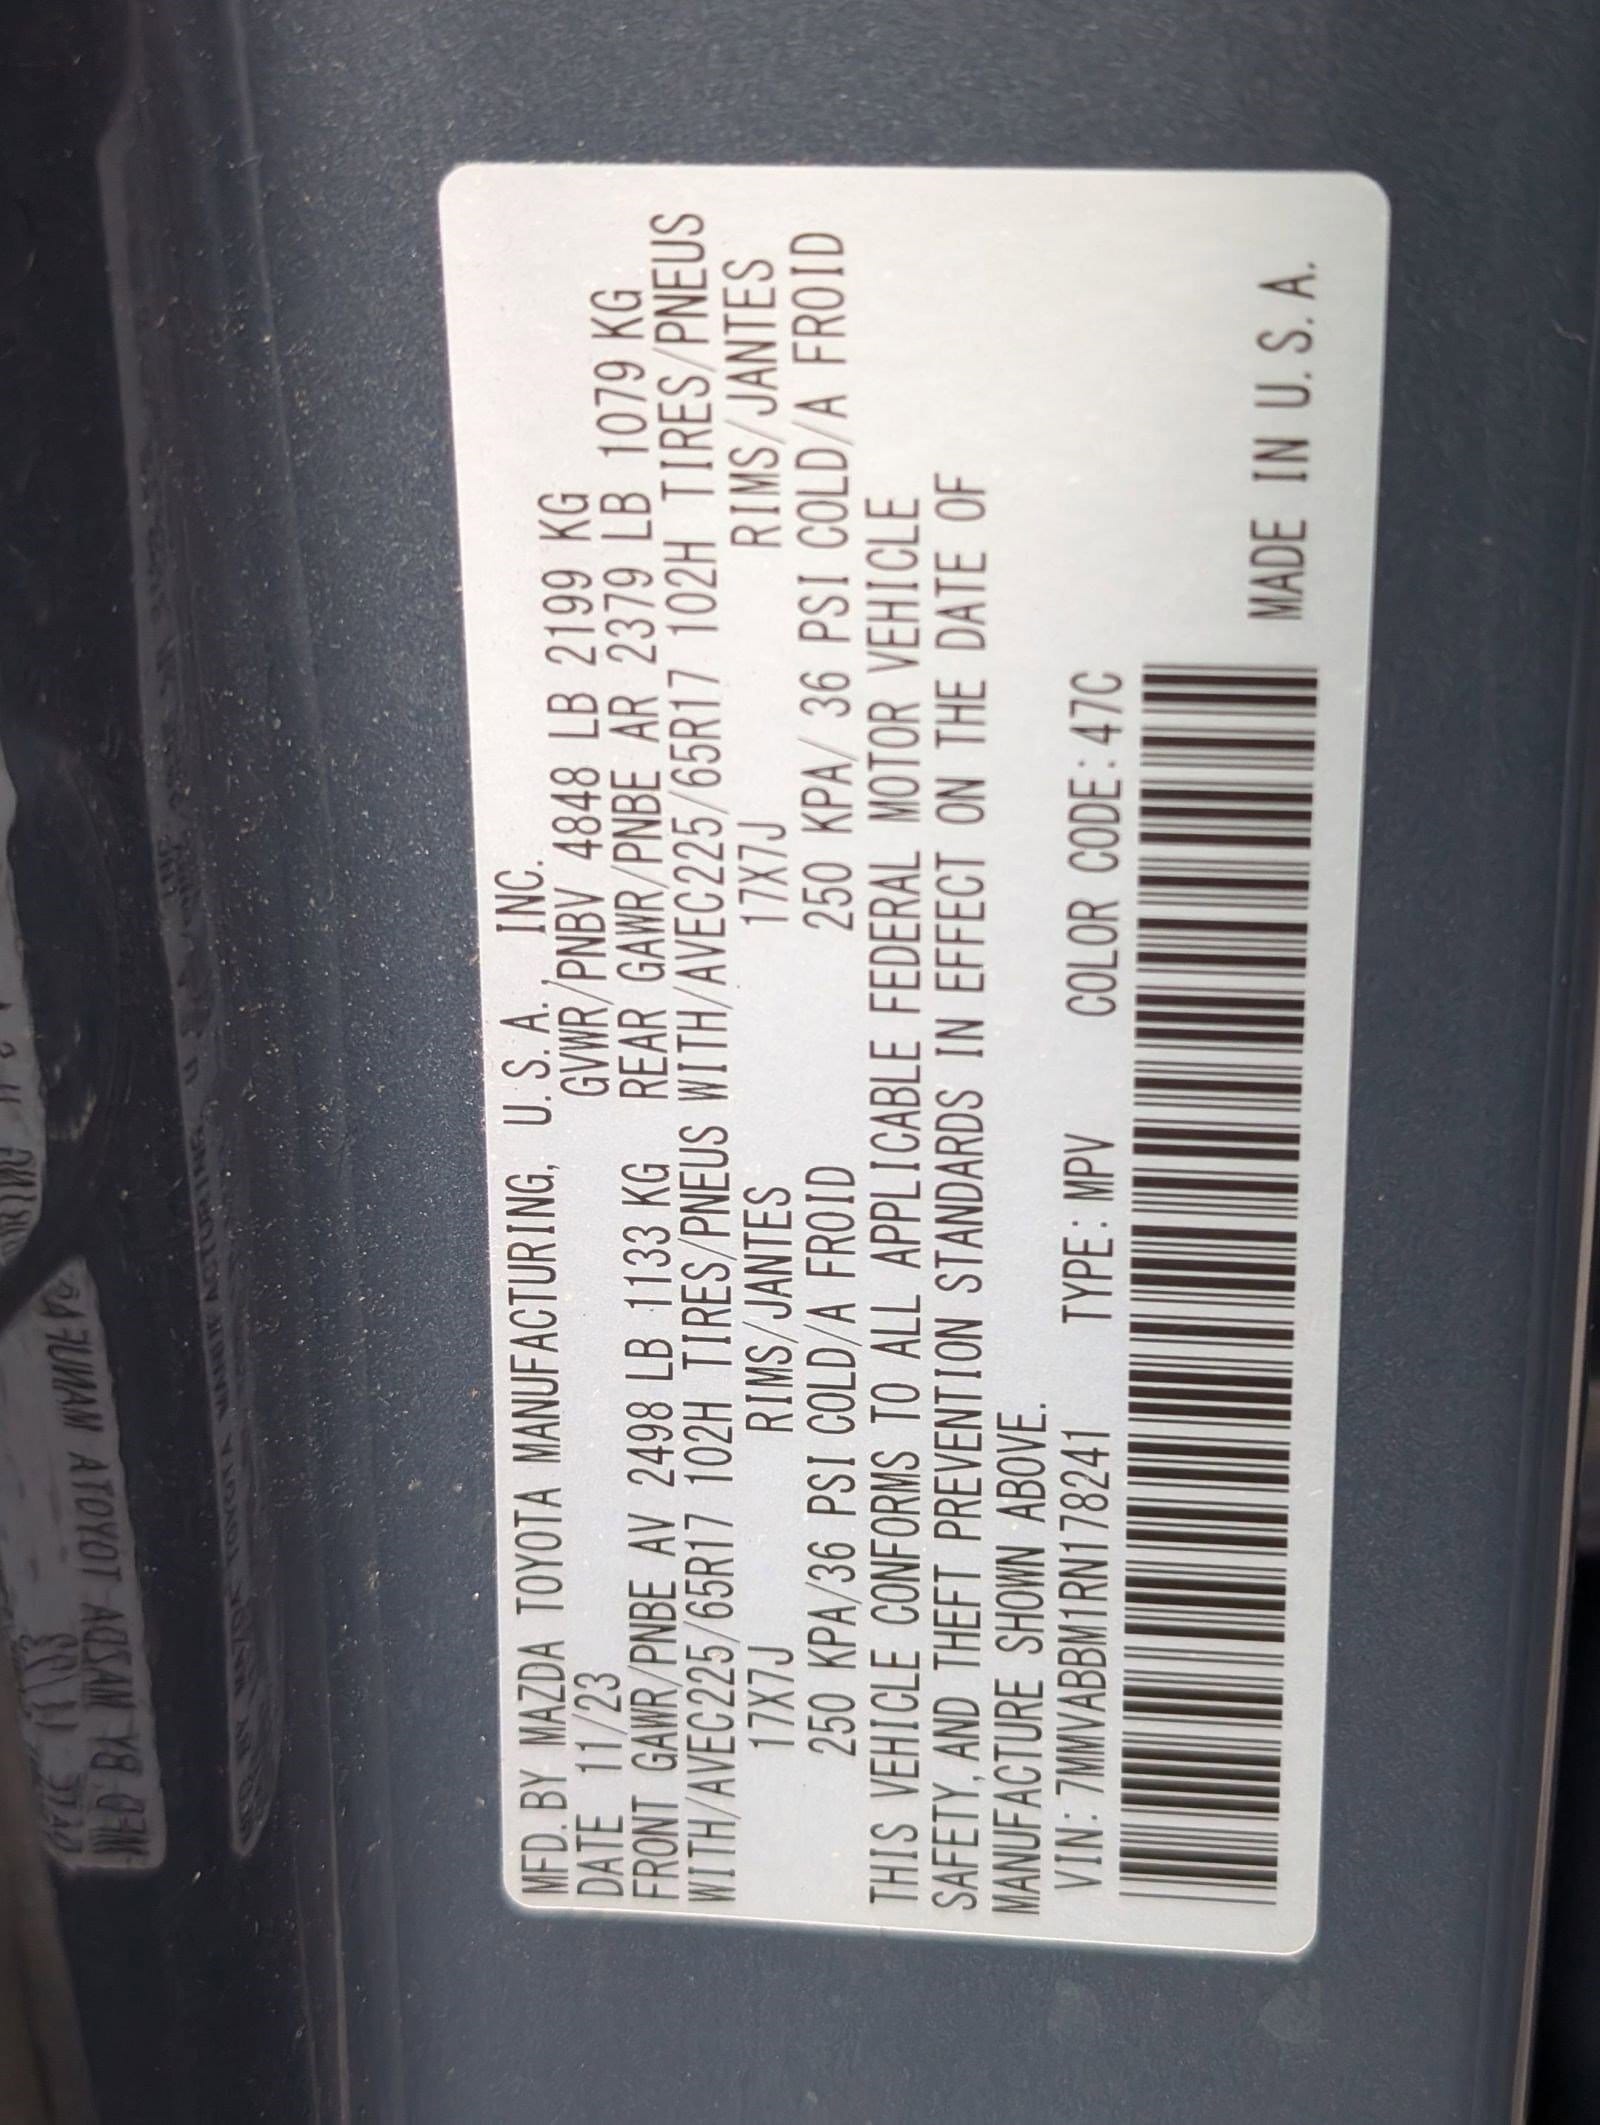 MFD. BY MAZDA TOYOTA MANUFACTURING, U.S.A., INC.
DATE 11/23 GVWR/PNBV 4848 LB 2199 KG
FRONT GAWR/PNBE AV 2498 LB 1133 KG REAR GAWR/PNBE AR 2379 LB 1079 KG
WITH/AVEC225/65R17 102H TIRES/PNEUS WITH/AVEC225/65R17 102H TIRES/PNEUS
17X7J RIMS/JANTES 17X7J RIMS/JANTES
250 KPA/36 PSI COLD/A FROID 250 KPA/ 36 PSI COLD/A FROID
THIS VEHICLE CONFORMS TO ALL APPLICABLE FEDERAL MOTOR VEHICLE
SAFETY, AND THEFT PREVENTION STANDARDS IN EFFECT ON THE DATE OF
MANUFACTURE SHOWN ABOVE.
VIN: 7MMVABBM1RN178241 TYPE: MPV COLOR CODE: 47C
MADE IN U.S.A.